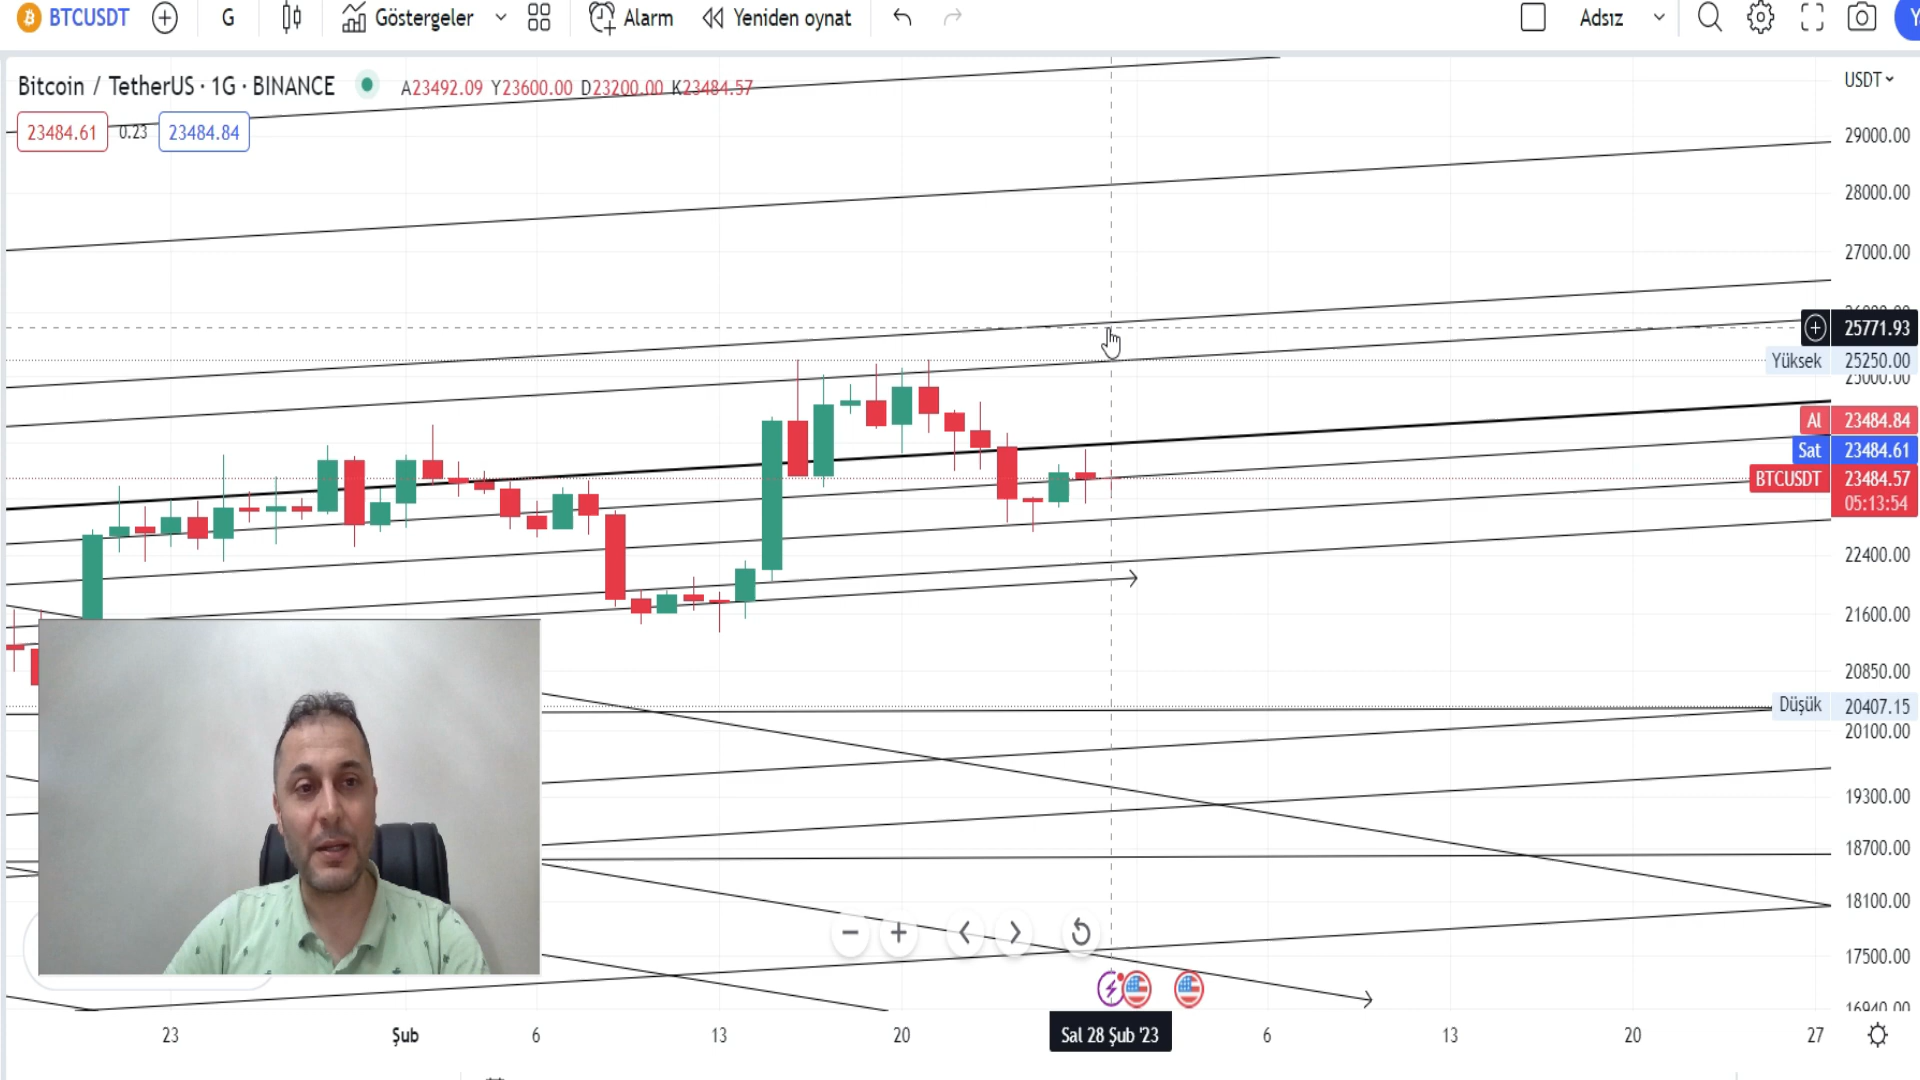 BTCUSDT G Göstergeler Alarm Yeniden oynat Adsız Y
Bitcoin / TetherUS · 1G · BINANCE A23492.09 Y23600.00 D23200.00 K23484.57 USDT
23484.61 0.23 23484.84
29000.00
28000.00
27000.00
25771.93
Yüksek 25250.00
25000.00
Al 23484.84
Sat 23484.61
BTCUSDT 23484.57
05:13:54
22400.00
21600.00
20850.00
Düşük 20407.15
20100.00
19300.00
18700.00
18100.00
17500.00
16940.00
23 Şub 6 13 20 Sal 28 Şub '23 6 13 20 27